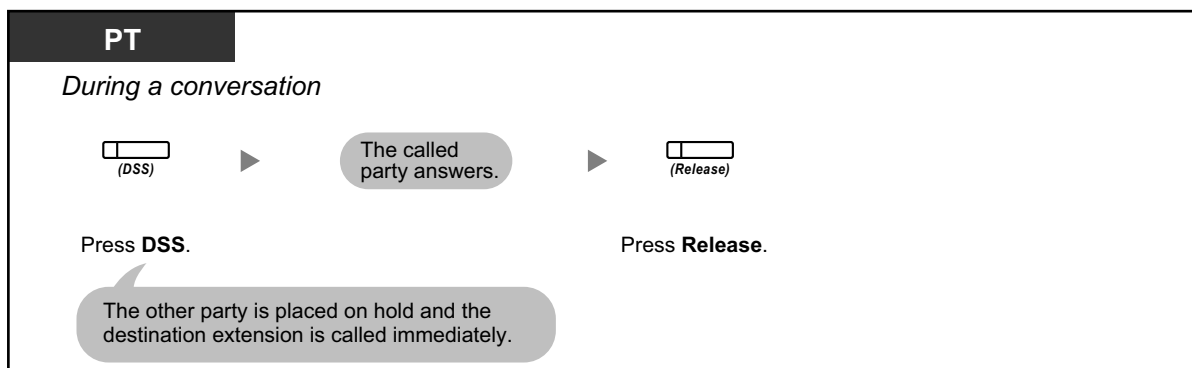 PT
During a conversation
(DSS)
The called
party answers.
(Release)
Press DSS.
Press Release.
The other party is placed on hold and the
destination extension is called immediately.